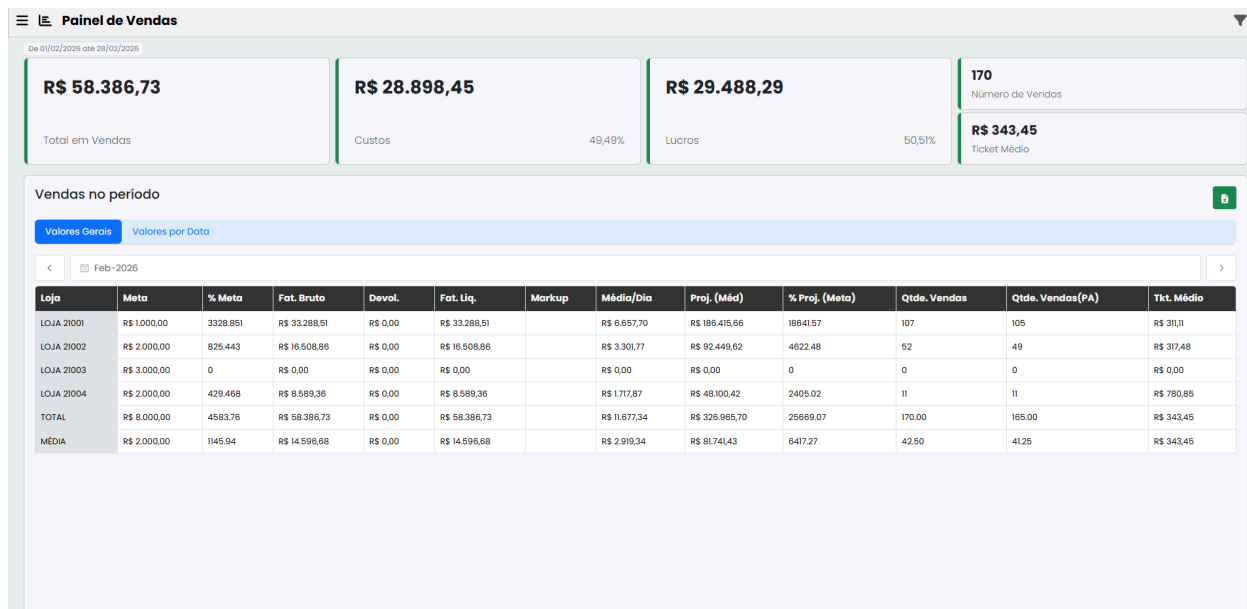 Painel de Vendas
De 01/02/2026 até 28/02/2026
R$ 58.386,73
Total em Vendas
R$ 28.898,45
Custos 49,49%
R$ 29.488,29
Lucros 50,51%
170
Número de Vendas
R$ 343,45
Ticket Médio
Vendas no período
Valores Gerais Valores por Data
Feb-2026
Loja Meta % Meta Fat. Bruto Devol. Fat. Liq. Markup Média/Dia Proj. (Méd) % Proj. (Meta) Qtde. Vendas Qtde. Vendas(PA) Tkt. Médio
LOJA 21001 R$ 1.000,00 3328.851 R$ 33.288,51 R$ 0,00 R$ 33.288,51 R$ 6.657,70 R$ 186.415,66 18641.57 107 105 R$ 311,11
LOJA 21002 R$ 2.000,00 825.443 R$ 16.508,86 R$ 0,00 R$ 16.508,86 R$ 3.301,77 R$ 92.449,62 4622.48 52 49 R$ 317,48
LOJA 21003 R$ 3.000,00 0 R$ 0,00 R$ 0,00 R$ 0,00 R$ 0,00 R$ 0,00 0 0 0 R$ 0,00
LOJA 21004 R$ 2.000,00 429.468 R$ 8.589,36 R$ 0,00 R$ 8.589,36 R$ 1.717,87 R$ 48.100,42 2405.02 11 11 R$ 780,85
TOTAL R$ 8.000,00 4583.76 R$ 58.386,73 R$ 0,00 R$ 58.386,73 R$ 11.677,34 R$ 326.965,70 25669.07 170.00 165.00 R$ 343,45
MÉDIA R$ 2.000,00 1145.94 R$ 14.596,68 R$ 0,00 R$ 14.596,68 R$ 2.919,34 R$ 81.741,43 6417.27 42.50 41.25 R$ 343,45